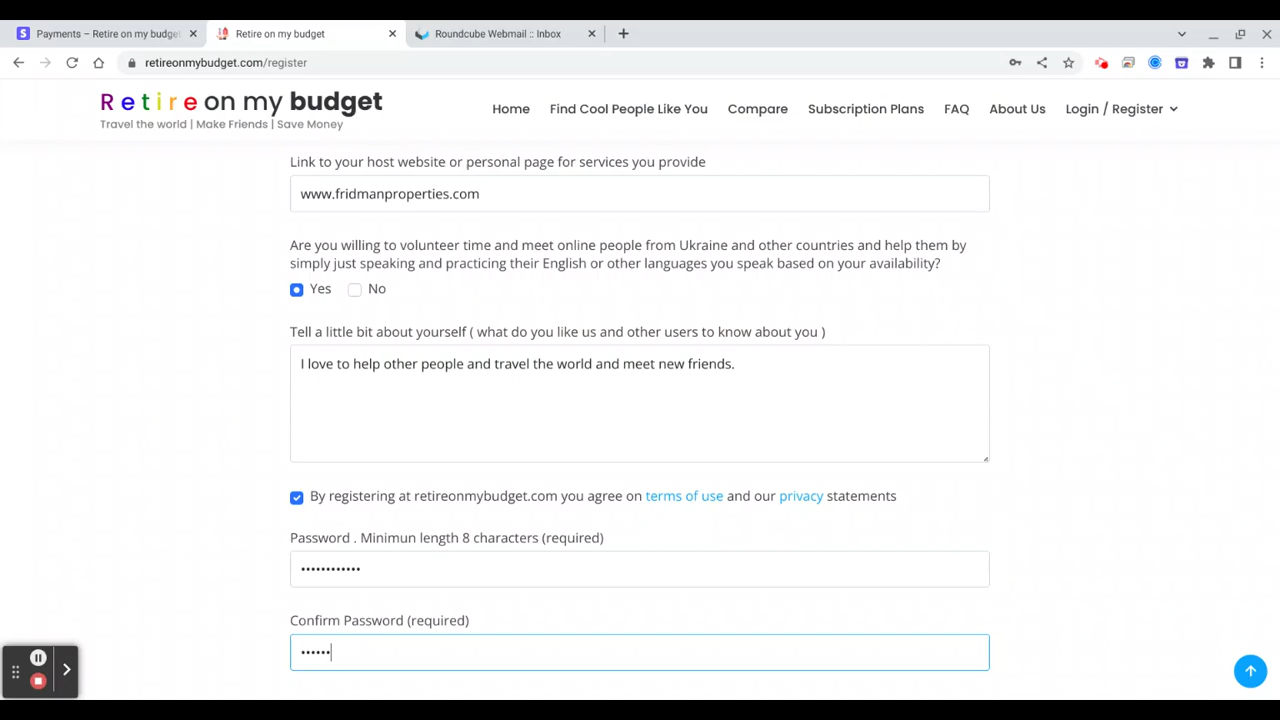 Payments – Retire on my budget
Retire on my budget
Roundcube Webmail :: Inbox
retireonmybudget.com/register
Retire on my budget
Travel the world | Make Friends | Save Money
Home
Find Cool People Like You
Compare
Subscription Plans
FAQ
About Us
Login / Register
Link to your host website or personal page for services you provide
www.fridmanproperties.com
Are you willing to volunteer time and meet online people from Ukraine and other countries and help them by
simply just speaking and practicing their English or other languages you speak based on your availability?
Yes
No
Tell a little bit about yourself ( what do you like us and other users to know about you )
I love to help other people and travel the world and meet new friends.
By registering at retireonmybudget.com you agree on terms of use and our privacy statements
Password . Minimun length 8 characters (required)
••••••••••••
Confirm Password (required)
••••••